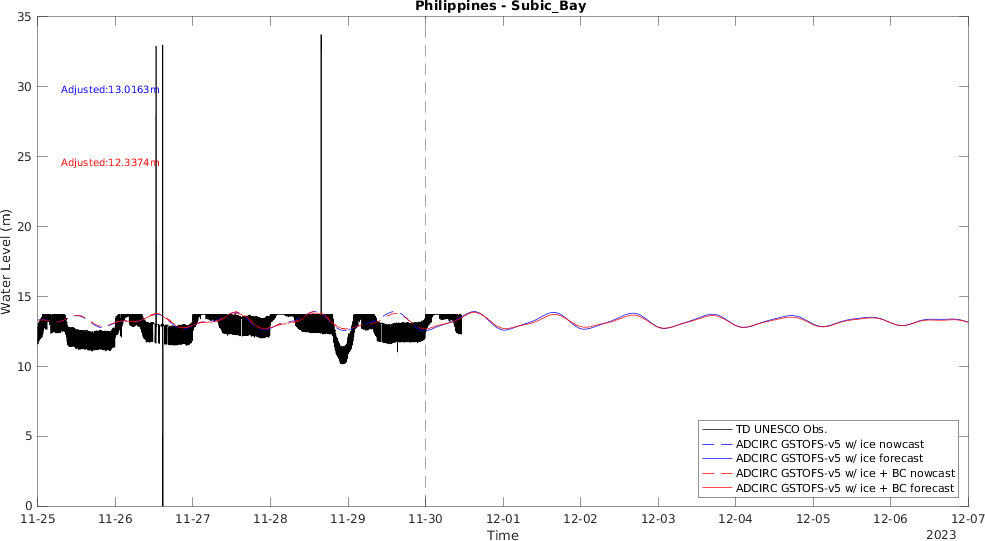 Philippines - Subic_Bay
35
30
25
20
15
10
5
0
Water Level (m)
Adjusted:13.0163m
Adjusted:12.3374m
TD UNESCO Obs.
ADCIRC GSTOFS-v5 w/ ice nowcast
ADCIRC GSTOFS-v5 w/ ice forecast
ADCIRC GSTOFS-v5 w/ ice + BC nowcast
ADCIRC GSTOFS-v5 w/ ice + BC forecast
11-25 11-26 11-27 11-28 11-29 11-30 12-01 12-02 12-03 12-04 12-05 12-06 12-07
Time
2023